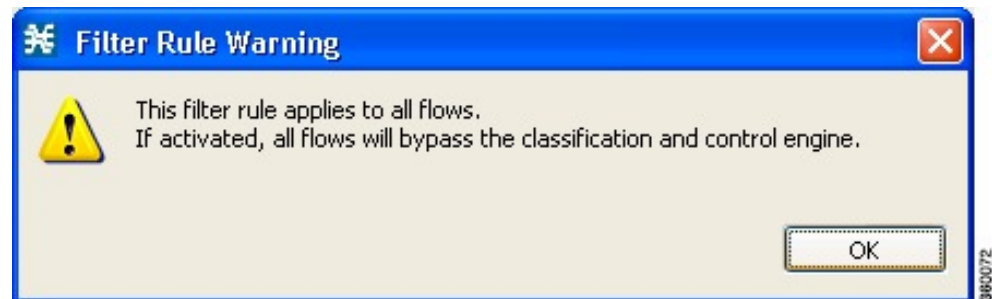 Filter Rule Warning
This filter rule applies to all flows.
If activated, all flows will bypass the classification and control engine.
OK
360072